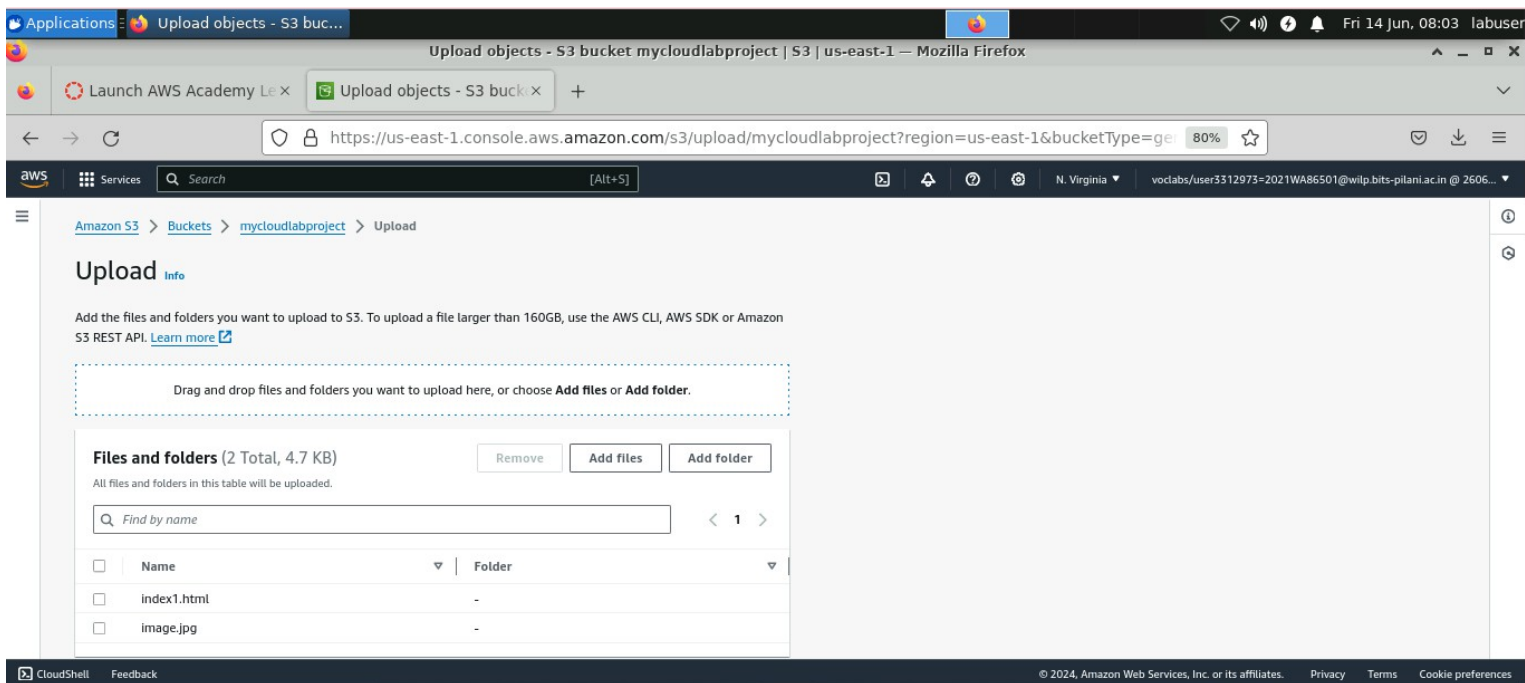 Applications Upload objects - S3 buc... Fri 14 Jun, 08:03 labuser
Upload objects - S3 bucket mycloudlabproject | S3 | us-east-1 — Mozilla Firefox
Launch AWS Academy Le Upload objects - S3 buck
https://us-east-1.console.aws.amazon.com/s3/upload/mycloudlabproject?region=us-east-1&bucketType=ge 80%
aws Services Search [Alt+S] N. Virginia voclabs/user3312973=2021WA86501@wilp.bits-pilani.ac.in @ 2606...
Amazon S3 > Buckets > mycloudlabproject > Upload
Upload Info
Add the files and folders you want to upload to S3. To upload a file larger than 160GB, use the AWS CLI, AWS SDK or Amazon
S3 REST API. Learn more
Drag and drop files and folders you want to upload here, or choose Add files or Add folder.
Files and folders (2 Total, 4.7 KB) Remove Add files Add folder
All files and folders in this table will be uploaded.
Find by name < 1 >
Name Folder
index1.html -
image.jpg -
CloudShell Feedback © 2024, Amazon Web Services, Inc. or its affiliates. Privacy Terms Cookie preferences